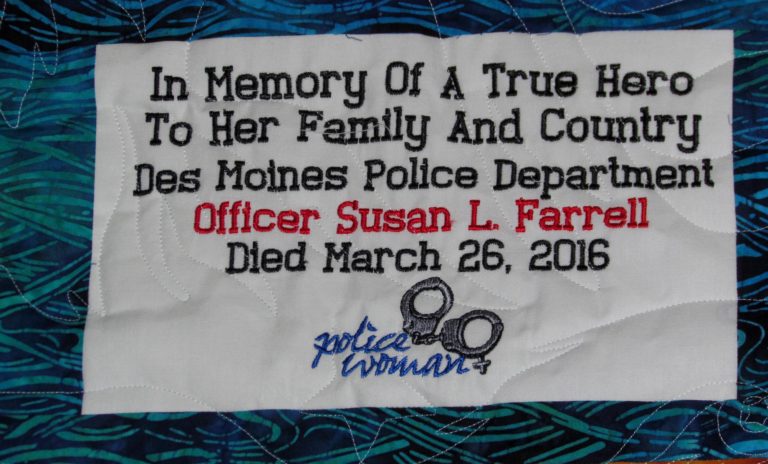 In Memory Of A True Hero
To Her Family And Country
Des Moines Police Department
Officer Susan L. Farrell
Died March 26, 2016
police
woman